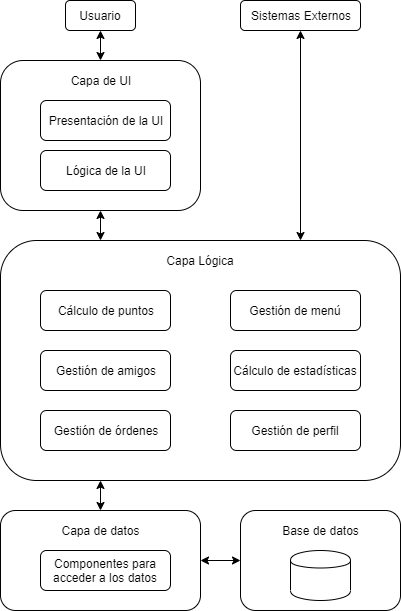 Usuario
Sistemas Externos
Capa de UI
Presentación de la UI
Lógica de la UI
Capa Lógica
Cálculo de puntos
Gestión de menú
Gestión de amigos
Cálculo de estadísticas
Gestión de órdenes
Gestión de perfil
Capa de datos
Componentes para
acceder a los datos
Base de datos